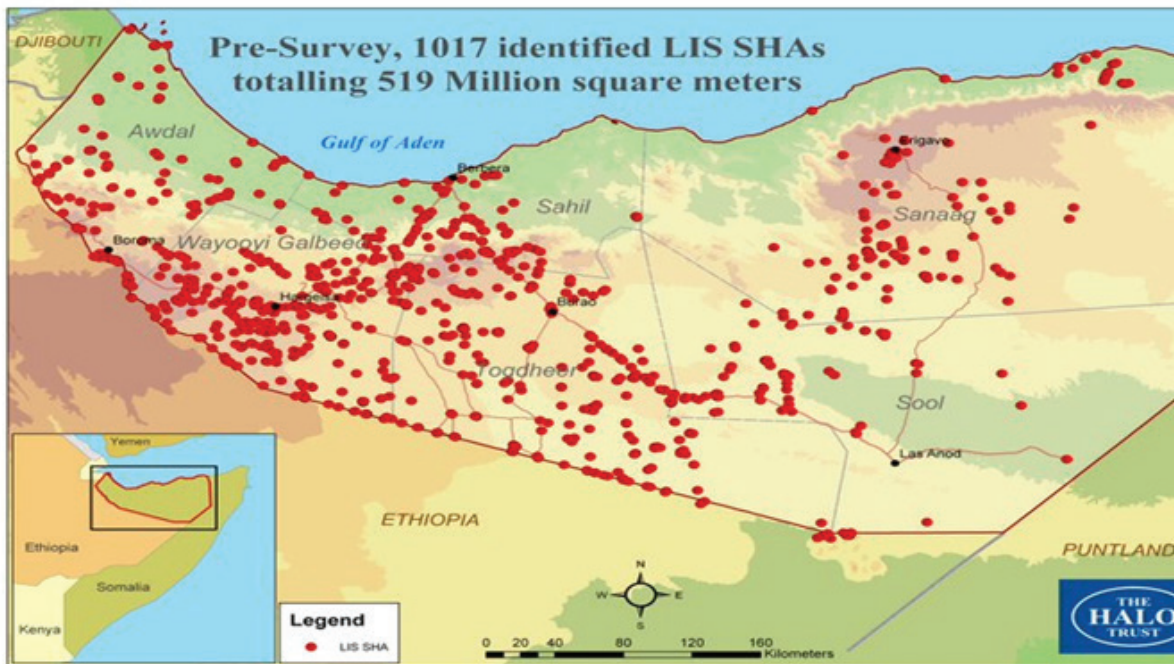 DJIBOUTI
Pre-Survey, 1017 identified LIS SHAs
totalling 519 Million square meters
Awdal
Gulf of Aden
Berbera
Erigavo
Sahil
Sanaag
Borama
Wayooyi Galbeed
Hargeisa
Burao
Togdheer
Sool
Las Anod
ETHIOPIA
PUNTLAND
Yemen
Ethiopia
Somalia
Kenya
Legend
LIS SHA
N
W
E
S
0 20 40 80 120 160
Kilometers
THE
HALO
TRUST